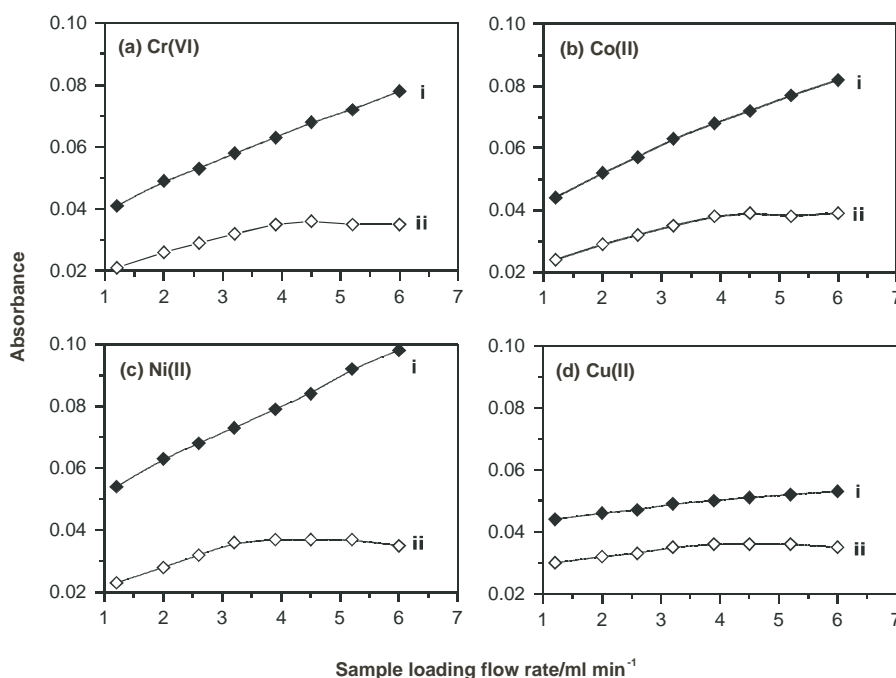 Absorbance
(a) Cr(VI)
i
ii
0.10
0.08
0.06
0.04
0.02
1 2 3 4 5 6 7
(b) Co(II)
i
ii
0.10
0.08
0.06
0.04
0.02
1 2 3 4 5 6 7
(c) Ni(II)
i
ii
0.10
0.08
0.06
0.04
0.02
1 2 3 4 5 6 7
(d) Cu(II)
i
ii
0.10
0.08
0.06
0.04
0.02
1 2 3 4 5 6 7
Sample loading flow rate/ml min⁻¹